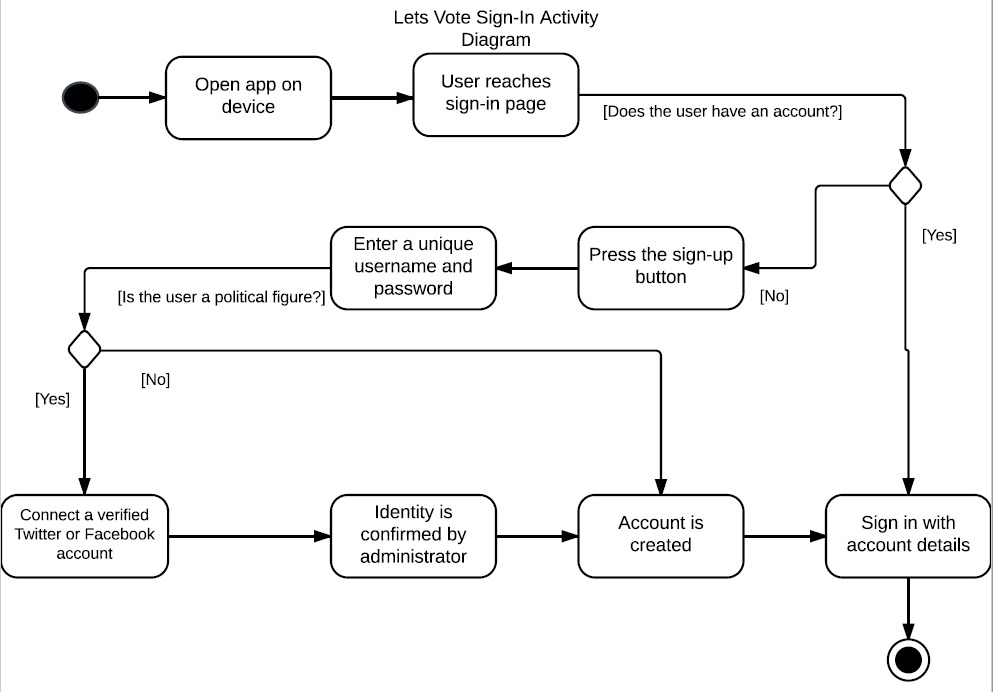 Lets Vote Sign-In Activity
Diagram
Open app on
device
User reaches
sign-in page
[Does the user have an account?]
[Yes]
Enter a unique
username and
password
Press the sign-up
button
[No]
[Is the user a political figure?]
[No]
[Yes]
Connect a verified
Twitter or Facebook
account
Identity is
confirmed by
administrator
Account is
created
Sign in with
account details